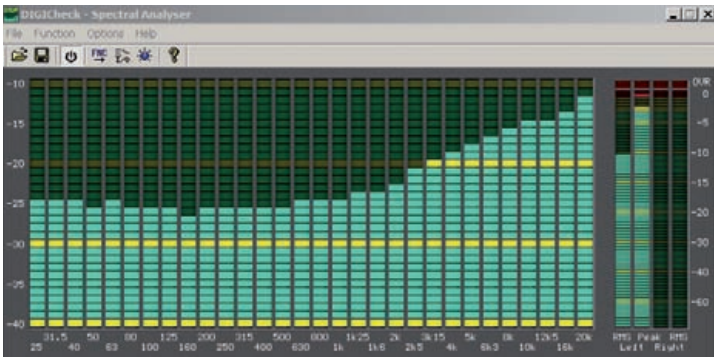 DIGICheck - Spectral Analyser
File Function Options Help
FNC
-10
-15
-20
-25
-30
-35
-40
31.5 50 80 125 200 315 500 800 1k25 2k 3k15 5k 8k 12k5 20k
25 40 63 100 160 250 400 630 1k 1k6 2k5 4k 6k3 10k 16k
OVR
0
-5
-10
-15
-20
-30
-40
-60
RMS Peak RMS
Left Right